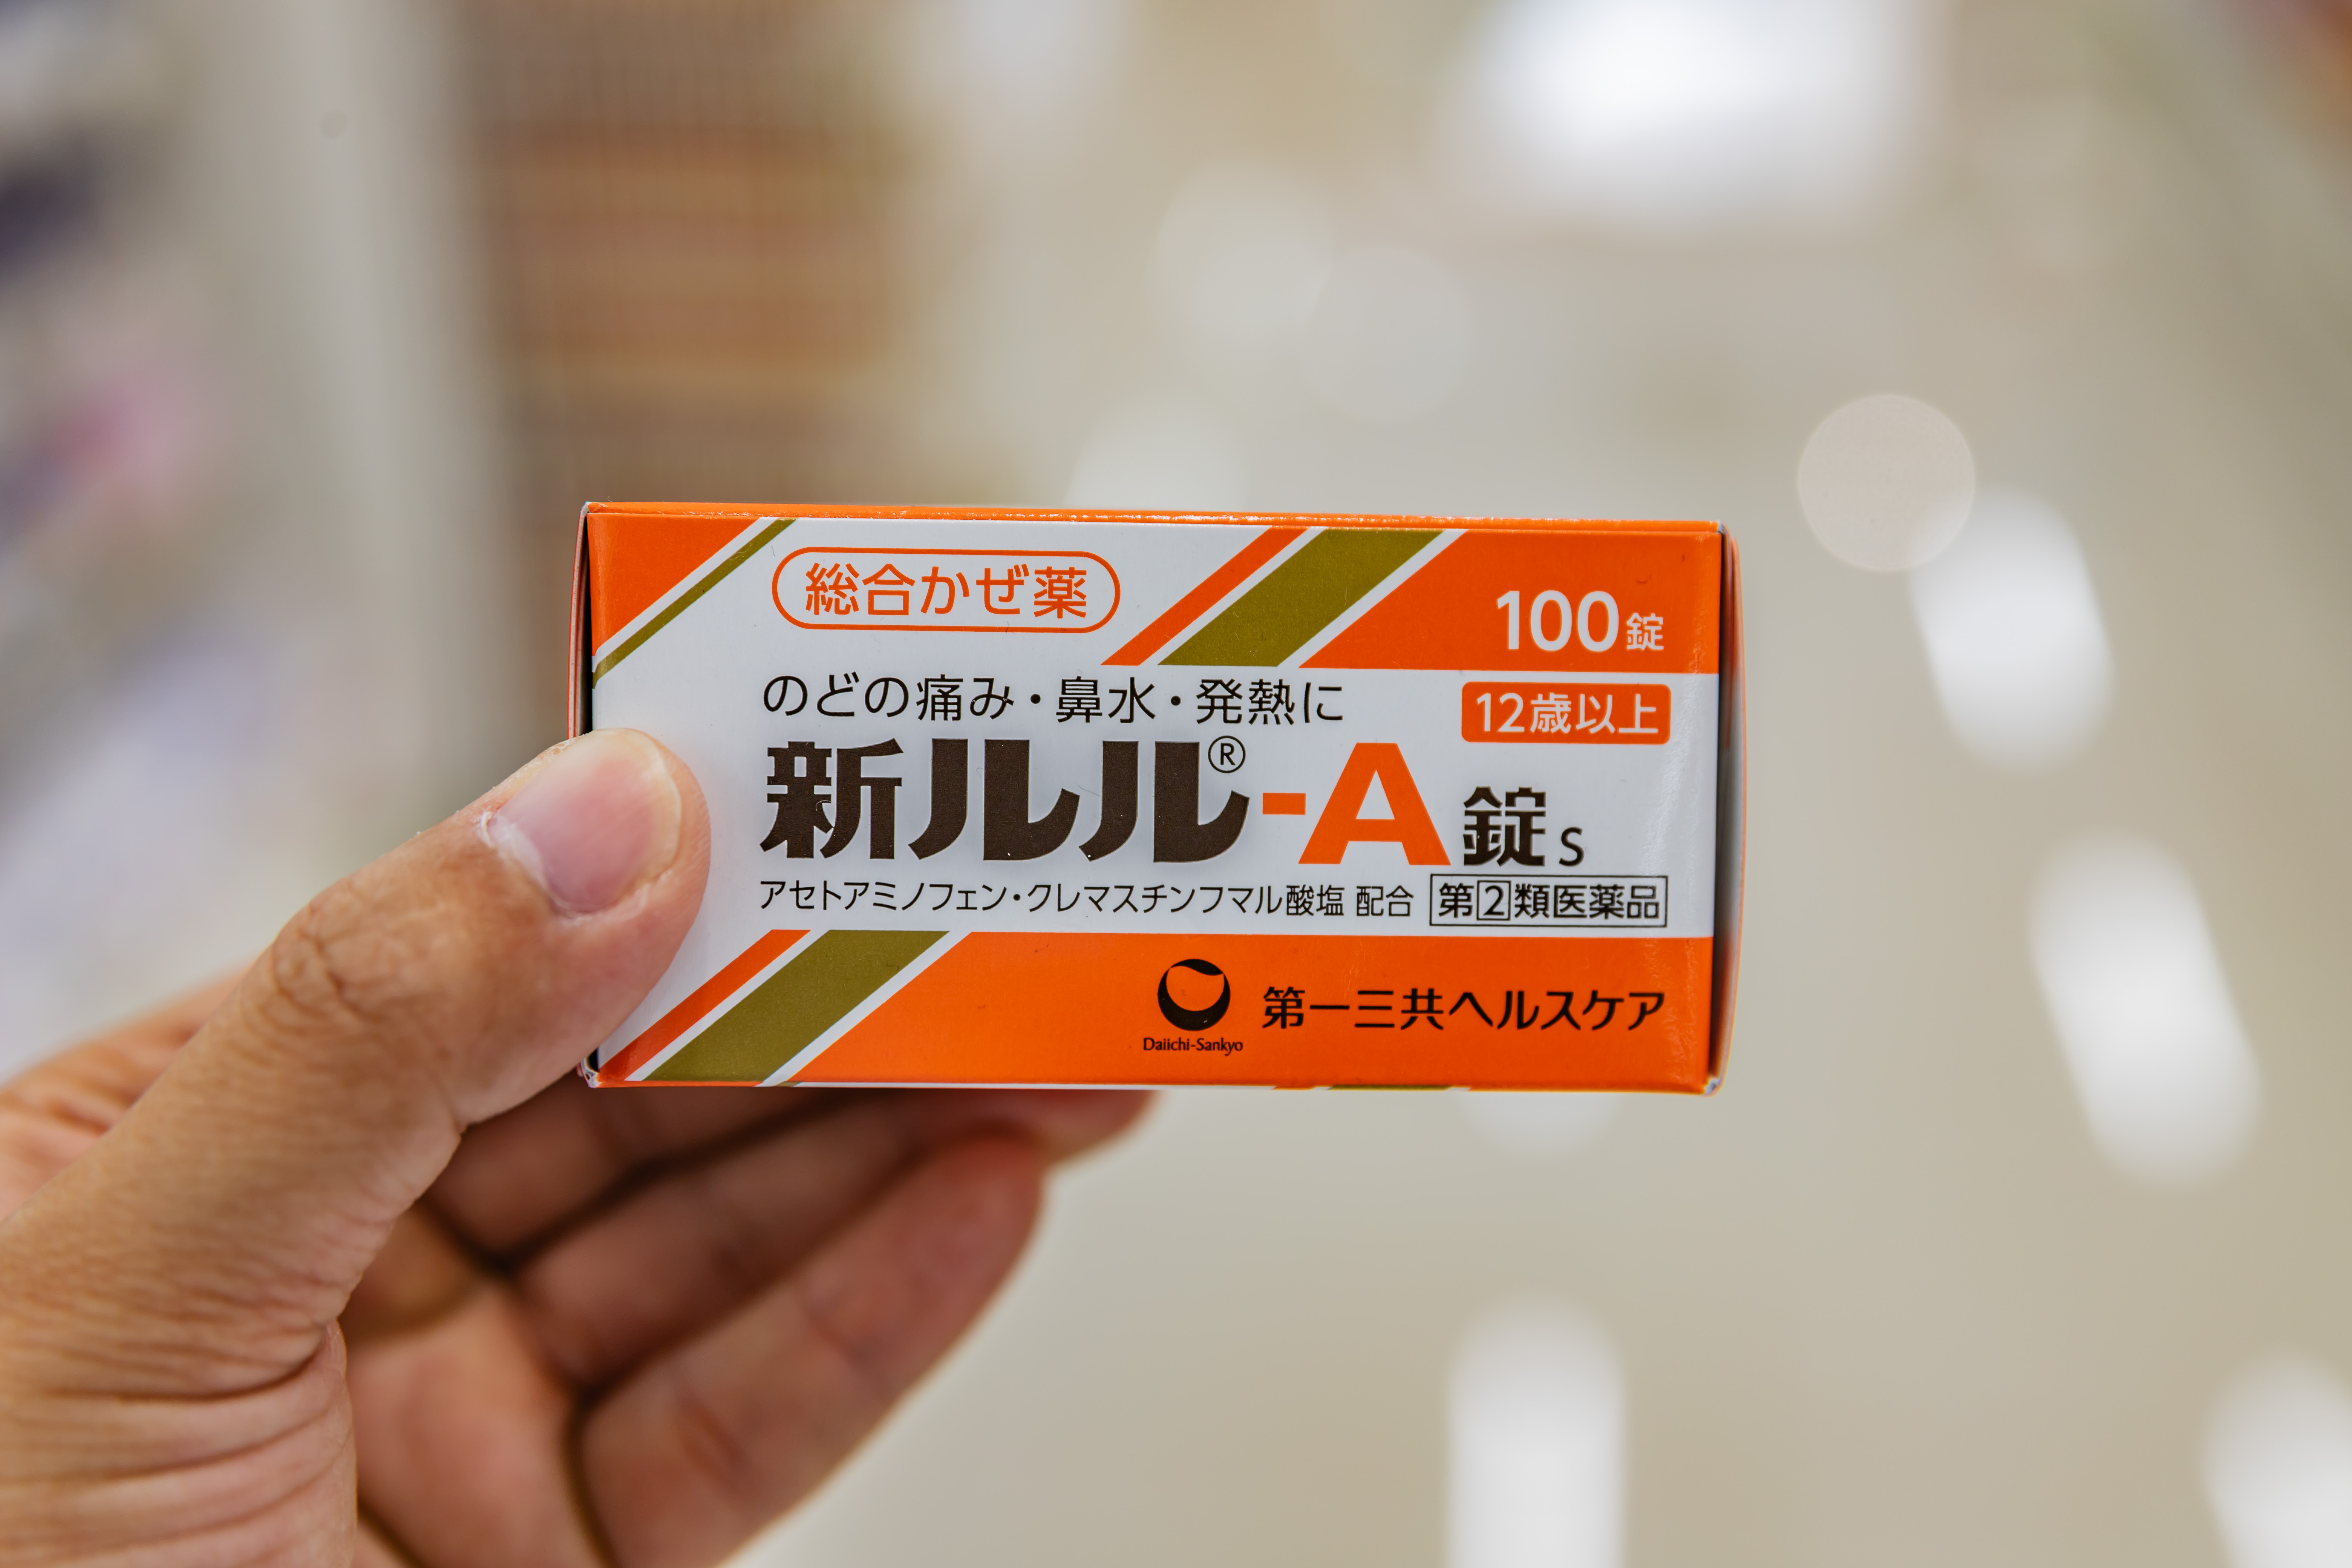 総合かぜ薬
100錠
のどの痛み・鼻水・発熱に
12歳以上
新ルル®-A錠s
アセトアミノフェン・クレマスチンフマル酸塩 配合
第②類医薬品
Daiichi-Sankyo
第一三共ヘルスケア